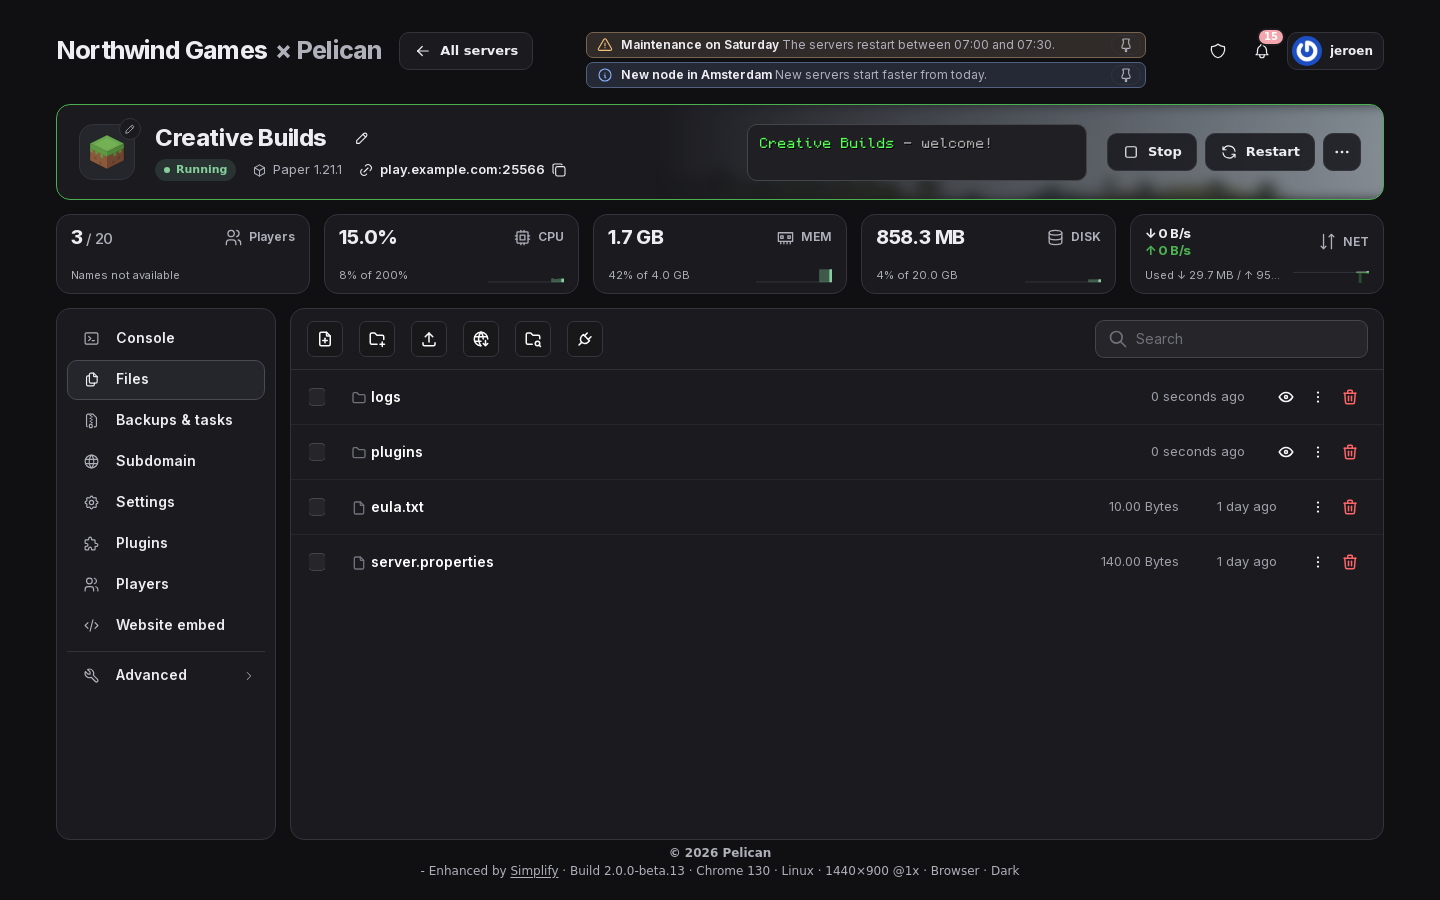 Northwind Games × Pelican
All servers
Maintenance on Saturday The servers restart between 07:00 and 07:30.
New node in Amsterdam New servers start faster from today.
15
jeroen
Creative Builds
Running
Paper 1.21.1
play.example.com:25566
Creative Builds – welcome!
Stop
Restart
3 / 20
Players
Names not available
15.0%
CPU
8% of 200%
1.7 GB
MEM
42% of 4.0 GB
858.3 MB
DISK
4% of 20.0 GB
↓ 0 B/s
↑ 0 B/s
NET
Used ↓ 29.7 MB / ↑ 95...
Console
Files
Backups & tasks
Subdomain
Settings
Plugins
Players
Website embed
Advanced
Search
logs 0 seconds ago
plugins 0 seconds ago
eula.txt 10.00 Bytes 1 day ago
server.properties 140.00 Bytes 1 day ago
© 2026 Pelican
- Enhanced by Simplify · Build 2.0.0-beta.13 · Chrome 130 · Linux · 1440×900 @1x · Browser · Dark